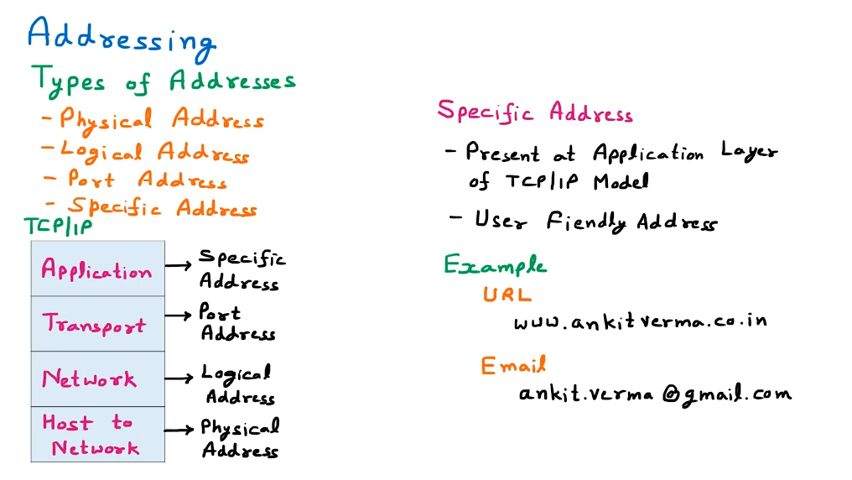 Addressing
Types of Addresses
- Physical Address
- Logical Address
- Port Address
- Specific Address
TCP/IP
Application → Specific
Address
Transport → Port
Address
Network → Logical
Address
Host to → Physical
Network Address
Specific Address
- Present at Application Layer
of TCP/IP Model
- User Fiendly Address
Example
URL
www.ankitverma.co.in
Email
ankit.verma@gmail.com